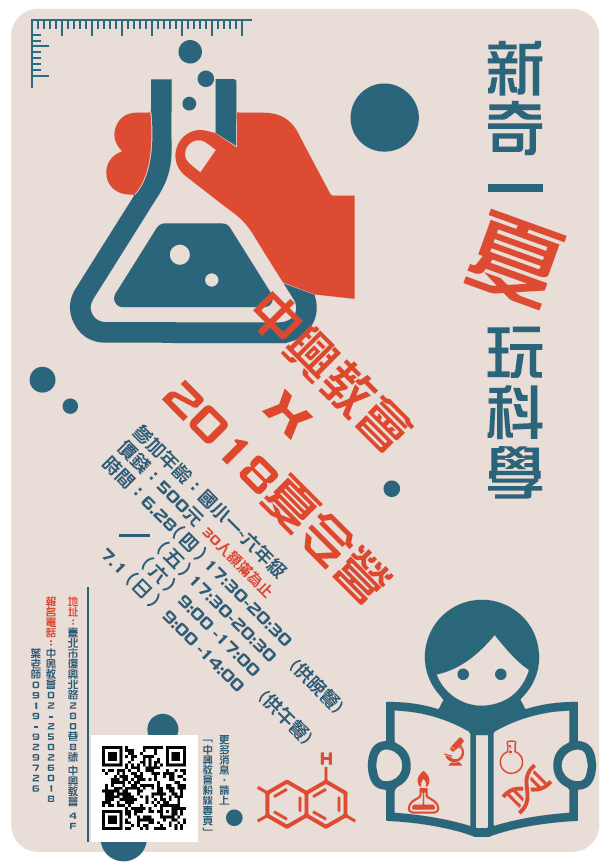 新奇一夏玩科學
中興教會
X
2018夏令營
參加年齡：國小一~六年級
價錢：500元 30人額滿為止
時間：6.28(四) 17:30-20:30
(五) 17:30-20:30 (供晚餐)
(六) 9:00-17:00
7.1(日) 9:00-14:00 (供午餐)
地址：臺北市復興北路280巷8號 中興教會 4F
報名電話：中興教會02-25026018
葉老師0919-929726
更多消息，請上
「中興教會粉絲專頁」
H